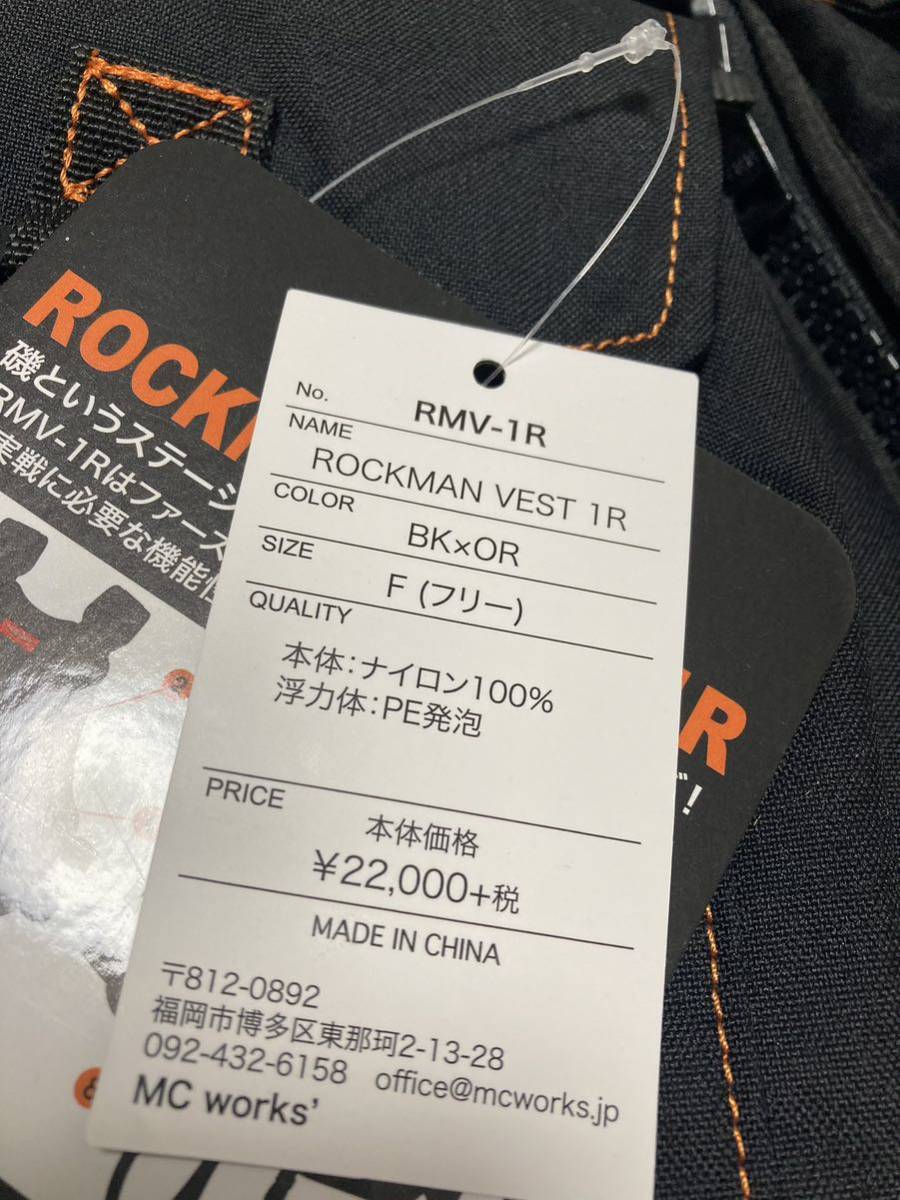 ROCK
磯というステージ
RMV-1Rはファース
実戦に必要な機能性
R
!
No. RMV-1R
NAME
ROCKMAN VEST 1R
COLOR
BK×OR
SIZE
F (フリー)
QUALITY
本体:ナイロン100%
浮力体:PE発泡
PRICE
本体価格
¥22,000+税
MADE IN CHINA
〒812-0892
福岡市博多区東那珂2-13-28
092-432-6158 office@mcworks.jp
MC works'